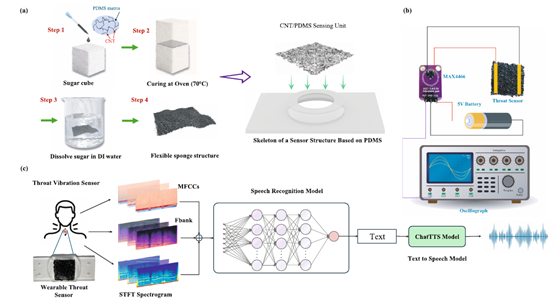 (a)
PDMS matrix
CNT
Step 1
Step 2
Sugar cube
Curing at Oven (70°C)
Step 3
Step 4
Dissolve sugar in DI water
Flexible sponge structure
CNT/PDMS Sensing Unit
Skeleton of a Sensor Structure Based on PDMS
(b)
MAX4466
Throat Sensor
9V Battery
Oscillograph
(c)
Throat Vibration Sensor
Wearable Throat
Sensor
MFCCs
Fbank
STFT Spectrogram
Speech Recognition Model
Text
ChatTTS Model
Text to Speech Model